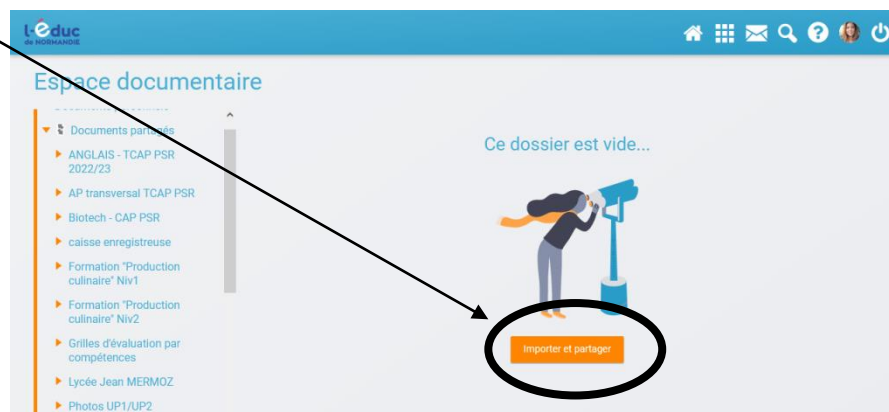 l-éduc
de NORMANDIE
Espace documentaire
Documents partagés
ANGLAIS - TCAP PSR
2022/23
AP transversal TCAP PSR
Biotech - CAP PSR
caisse enregistreuse
Formation "Production
culinaire" Niv1
Formation "Production
culinaire" Niv2
Grilles d'évaluation par
compétences
Lycée Jean MERMOZ
Photos UP1/UP2
Ce dossier est vide...
Importer et partager